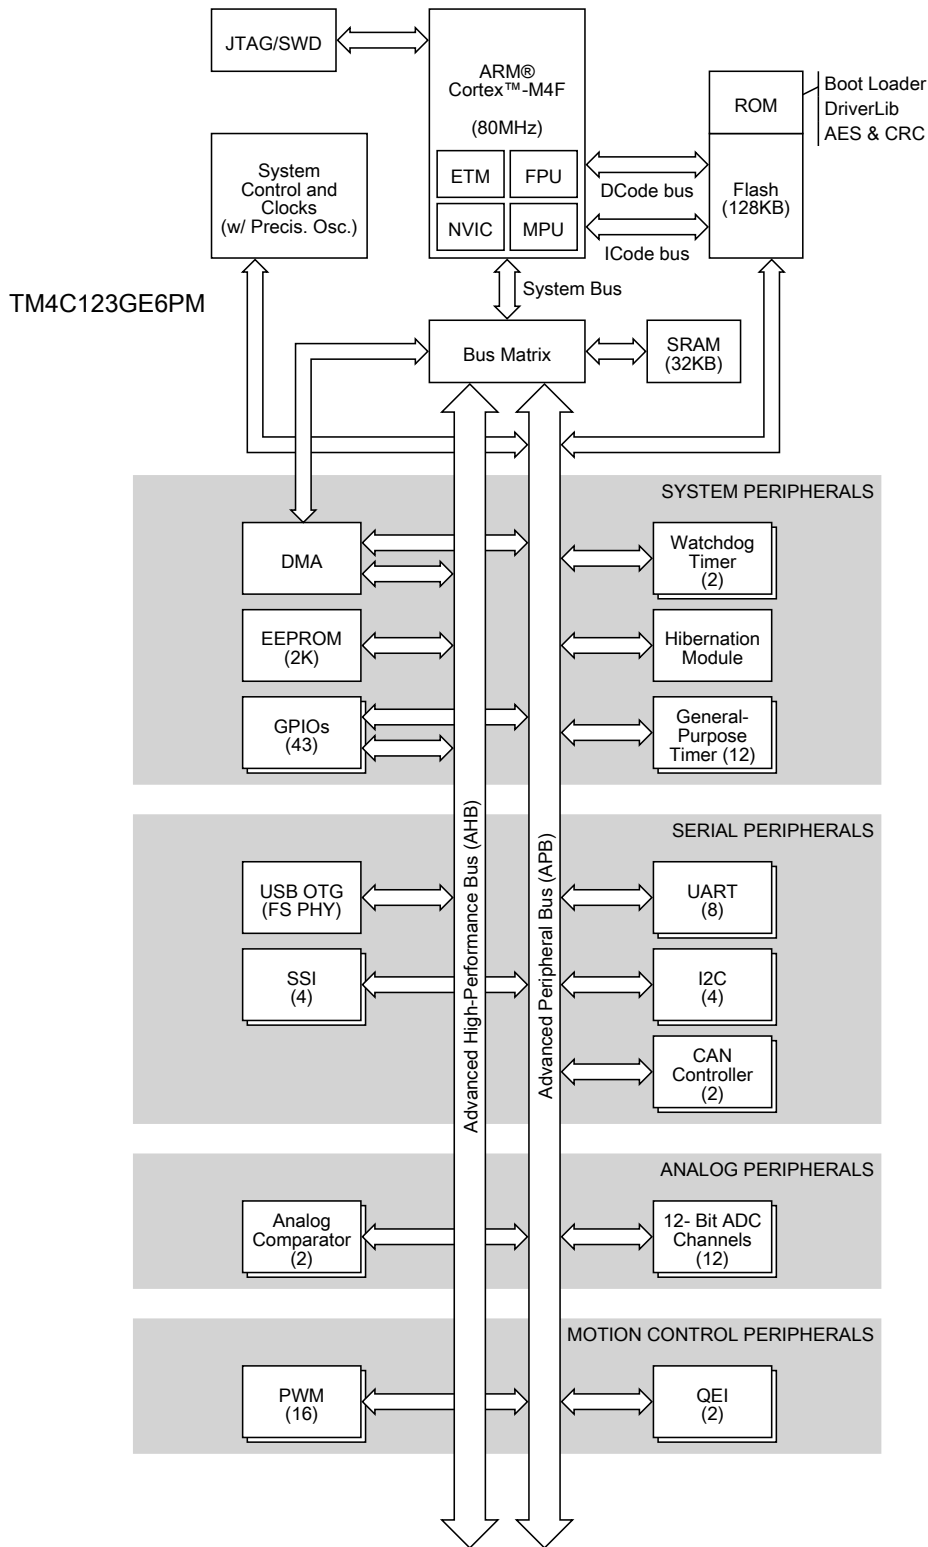 JTAG/SWD
ARM®
Cortex™-M4F
(80MHz)
ETM
FPU
NVIC
MPU
ROM
Boot Loader
DriverLib
AES & CRC
System
Control and
Clocks
(w/ Precis. Osc.)
DCode bus
Flash
(128KB)
ICode bus
TM4C123GE6PM
System Bus
Bus Matrix
SRAM
(32KB)
SYSTEM PERIPHERALS
DMA
Watchdog
Timer
(2)
EEPROM
(2K)
Hibernation
Module
GPIOs
(43)
General-
Purpose
Timer (12)
Advanced High-Performance Bus (AHB)
Advanced Peripheral Bus (APB)
SERIAL PERIPHERALS
USB OTG
(FS PHY)
UART
(8)
SSI
(4)
I2C
(4)
CAN
Controller
(2)
ANALOG PERIPHERALS
Analog
Comparator
(2)
12- Bit ADC
Channels
(12)
MOTION CONTROL PERIPHERALS
PWM
(16)
QEI
(2)